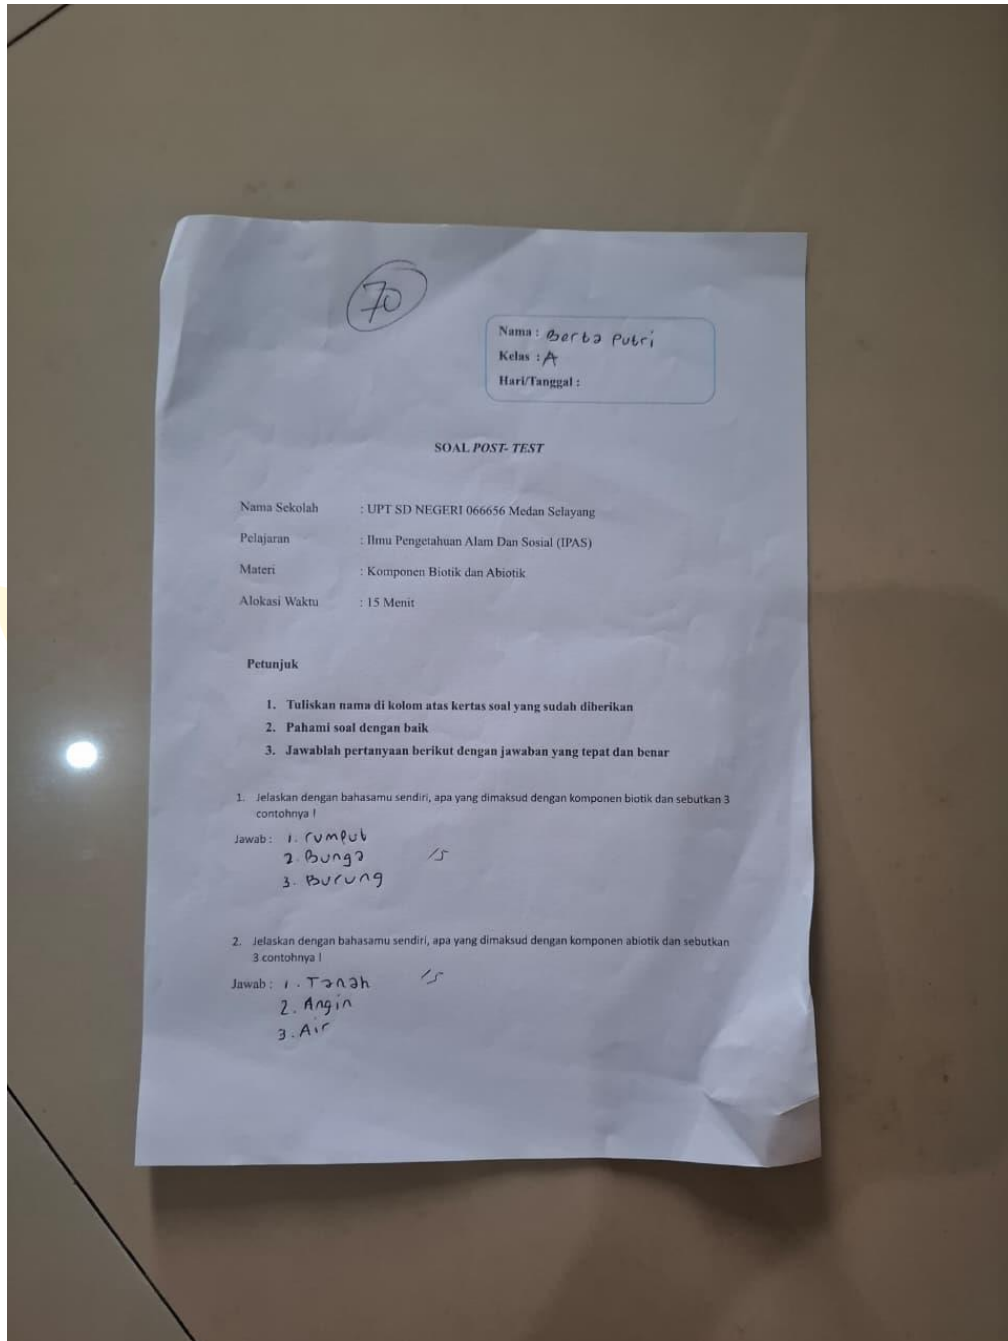 70
Nama : Berta Putri
Kelas : A
Hari/Tanggal :
SOAL POST- TEST
Nama Sekolah : UPT SD NEGERI 066656 Medan Selayang
Pelajaran : Ilmu Pengetahuan Alam Dan Sosial (IPAS)
Materi : Komponen Biotik dan Abiotik
Alokasi Waktu : 15 Menit
Petunjuk
1. Tuliskan nama di kolom atas kertas soal yang sudah diberikan
2. Pahami soal dengan baik
3. Jawablah pertanyaan berikut dengan jawaban yang tepat dan benar
1. Jelaskan dengan bahasamu sendiri, apa yang dimaksud dengan komponen biotik dan sebutkan 3
contohnya !
Jawab : 1. rumput
2. Bunga 15
3. Burung
2. Jelaskan dengan bahasamu sendiri, apa yang dimaksud dengan komponen abiotik dan sebutkan
3 contohnya !
Jawab : 1. Tanah 15
2. Angin
3. Air